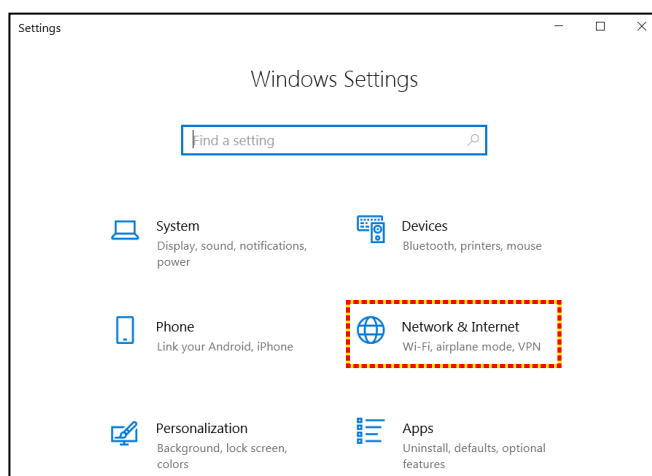 Settings
Windows Settings
Find a setting
System
Display, sound, notifications,
power
Devices
Bluetooth, printers, mouse
Phone
Link your Android, iPhone
Network & Internet
Wi-Fi, airplane mode, VPN
Personalization
Background, lock screen,
colors
Apps
Uninstall, defaults, optional
features